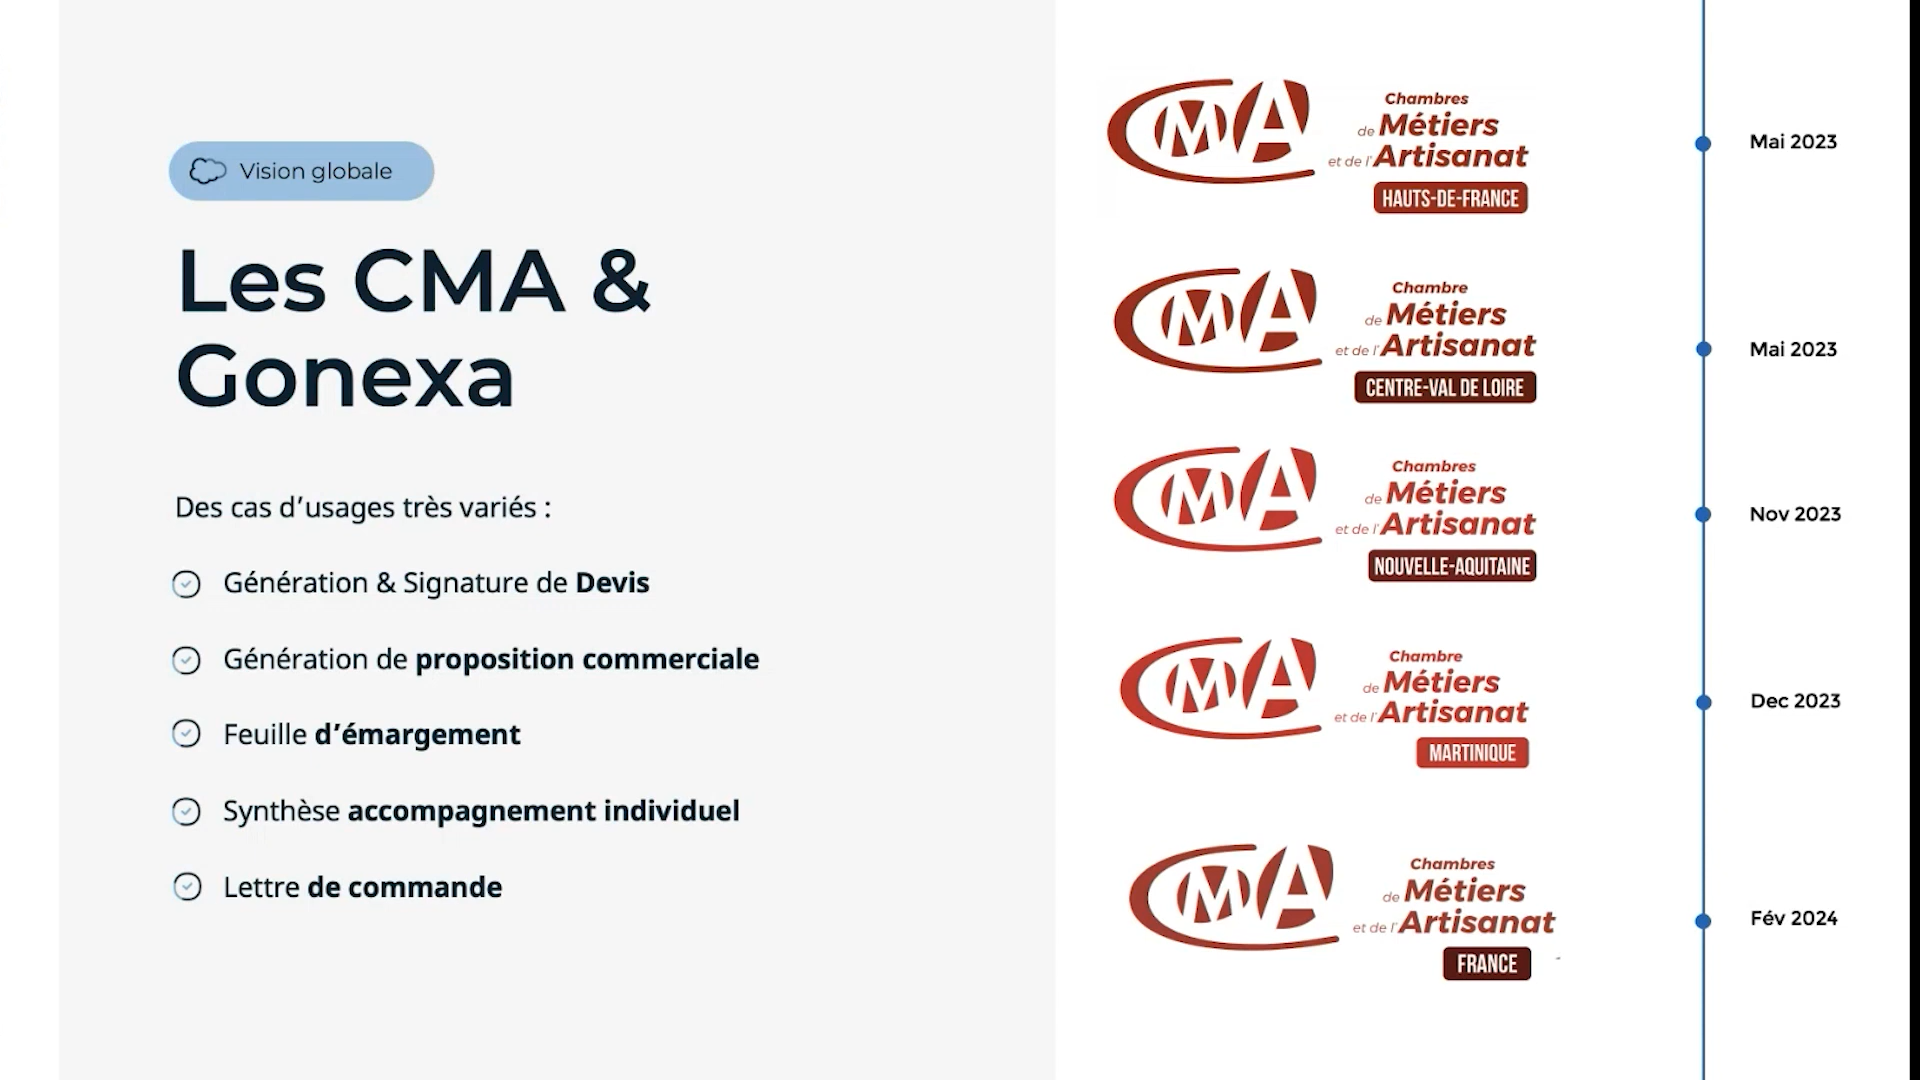 Vision globale
Les CMA &
Gonexa
Des cas d’usages très variés :
Génération & Signature de Devis
Génération de proposition commerciale
Feuille d’émargement
Synthèse accompagnement individuel
Lettre de commande
CMA
Chambres
de Métiers
et de l'Artisanat
HAUTS-DE-FRANCE
Mai 2023
CMA
Chambre
de Métiers
et de l'Artisanat
CENTRE-VAL DE LOIRE
Mai 2023
CMA
Chambres
de Métiers
et de l'Artisanat
NOUVELLE-AQUITAINE
Nov 2023
CMA
Chambre
de Métiers
et de l'Artisanat
MARTINIQUE
Dec 2023
CMA
Chambres
de Métiers
et de l'Artisanat
FRANCE
Fév 2024